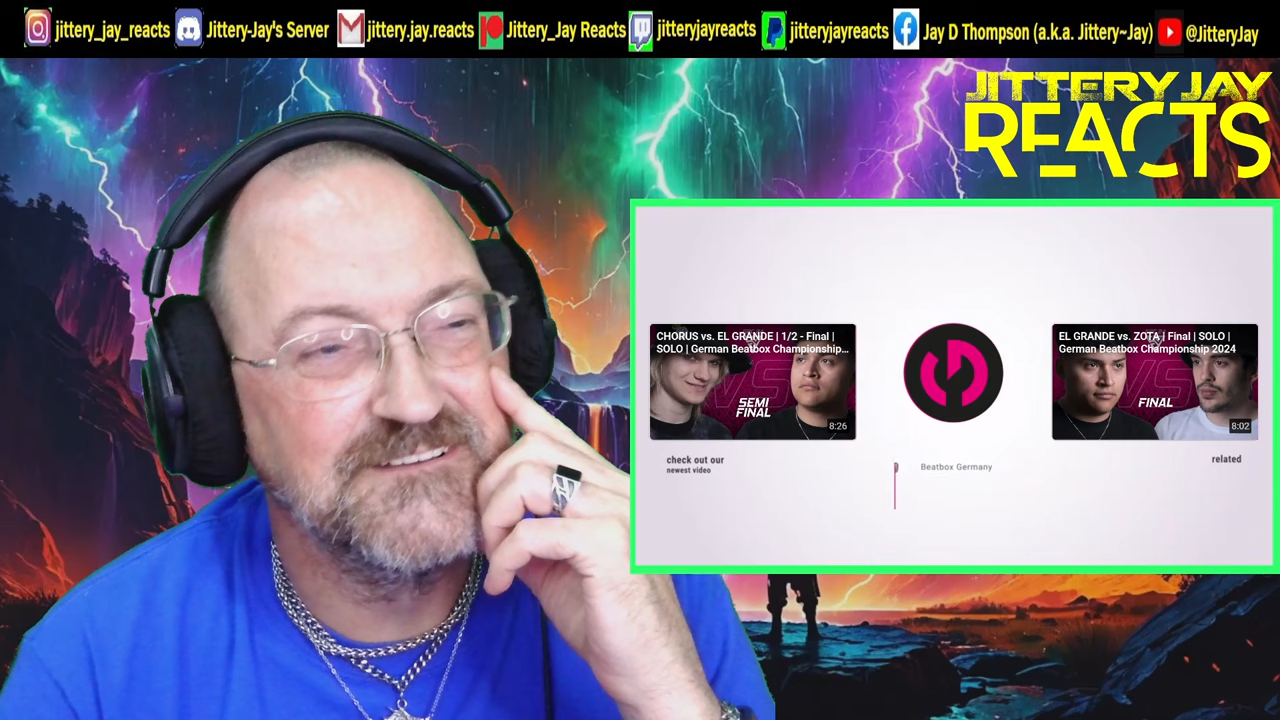 jittery_jay_reacts Jittery-Jay's Server jittery.jay.reacts Jittery_Jay Reacts jitteryjayreacts jitteryjayreacts Jay D Thompson (a.k.a. Jittery~Jay) @JitteryJay
JITTERY JAY
REACTS
CHORUS vs. EL GRANDE | 1/2 - Final |
SOLO | German Beatbox Championship...
VS
SEMI
FINAL
8:26
check out our
newest video
Beatbox Germany
EL GRANDE vs. ZOTA | Final | SOLO |
German Beatbox Championship 2024
VS
FINAL
8:02
related